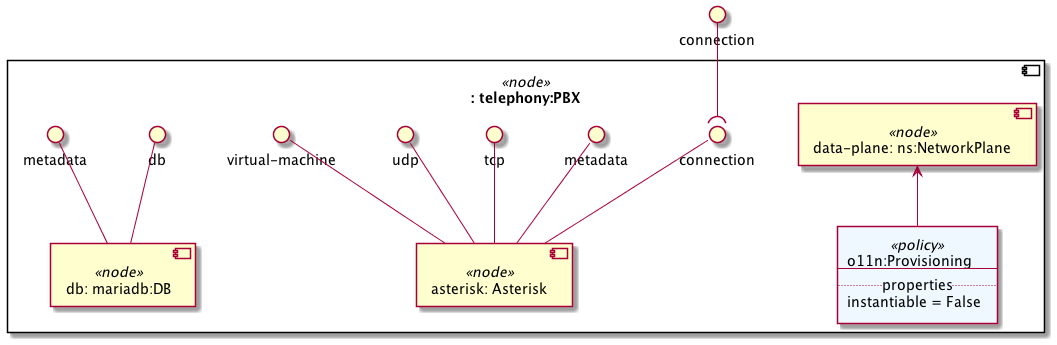 connection
«node»
: telephony:PBX
metadata
db
virtual-machine
udp
tcp
metadata
connection
«node»
data-plane: ns:NetworkPlane
«node»
db: mariadb:DB
«node»
asterisk: Asterisk
«policy»
o11n:Provisioning
properties
instantiable = False